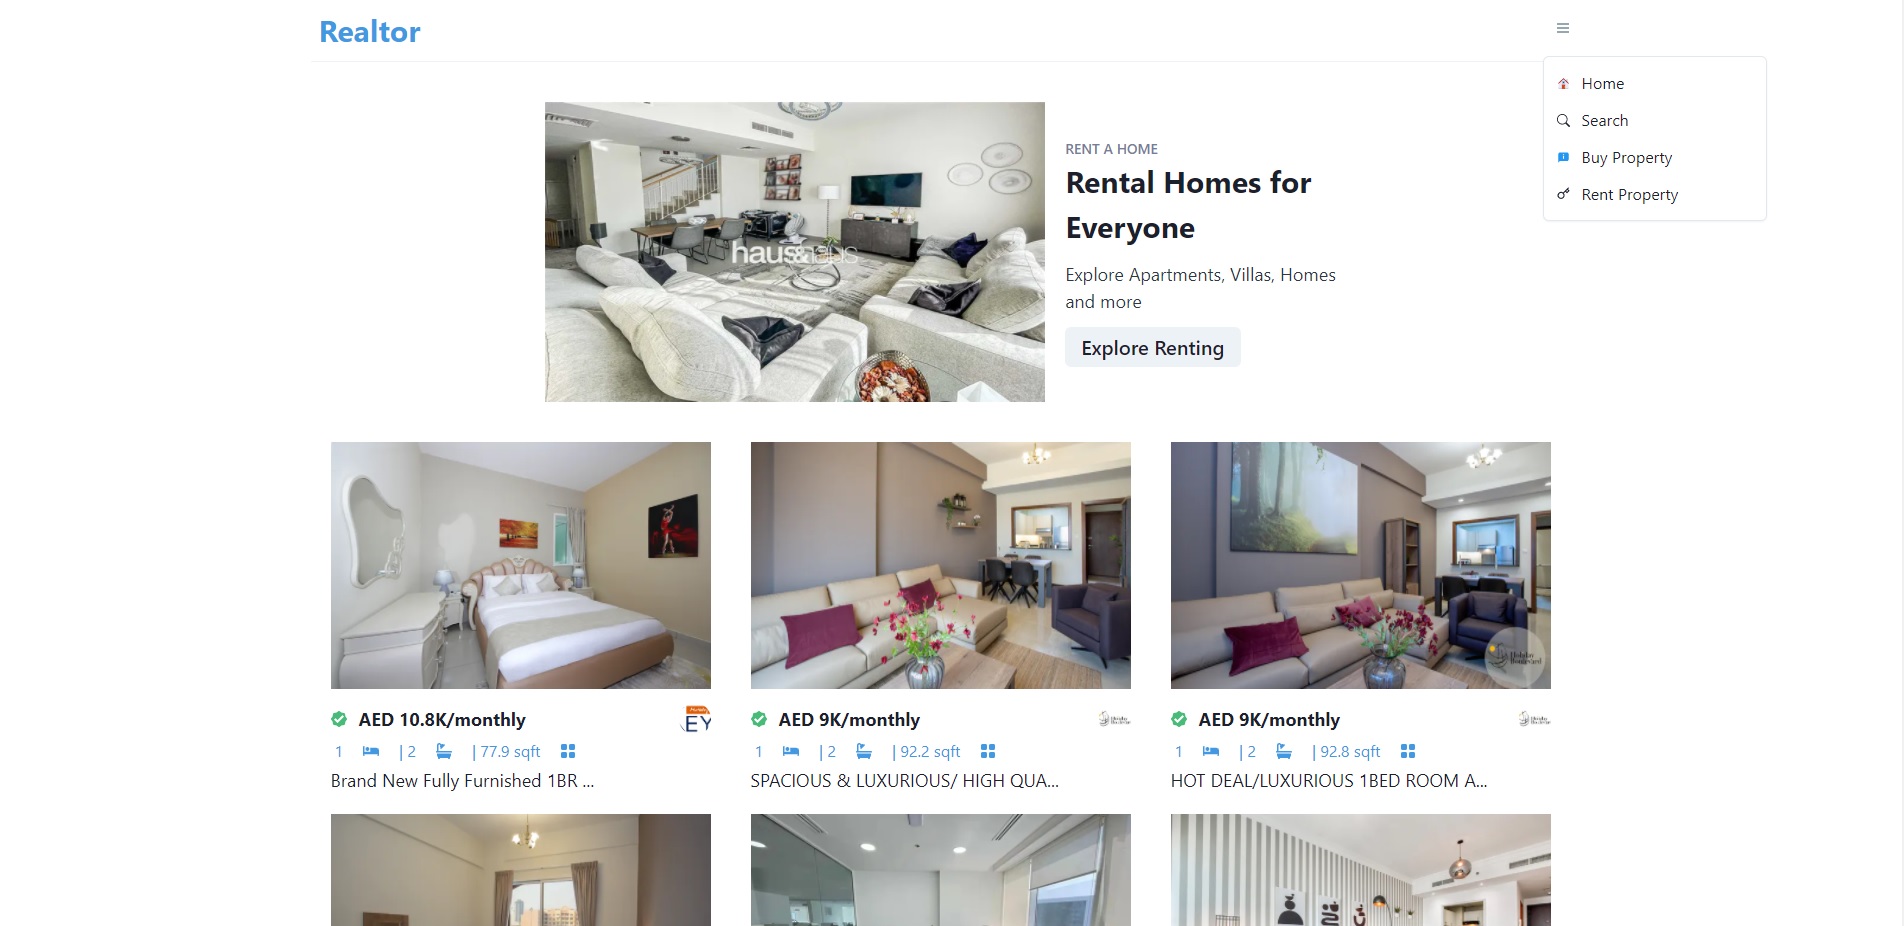 Realtor
Home
Search
Buy Property
Rent Property
RENT A HOME
Rental Homes for
Everyone
Explore Apartments, Villas, Homes
and more
Explore Renting
haus&haus
AED 10.8K/monthly
EY
1 | 2 | 77.9 sqft
Brand New Fully Furnished 1BR ...
AED 9K/monthly
1 | 2 | 92.2 sqft
SPACIOUS & LUXURIOUS/ HIGH QUA...
Holiday
Boulevard
AED 9K/monthly
1 | 2 | 92.8 sqft
HOT DEAL/LUXURIOUS 1BED ROOM A...